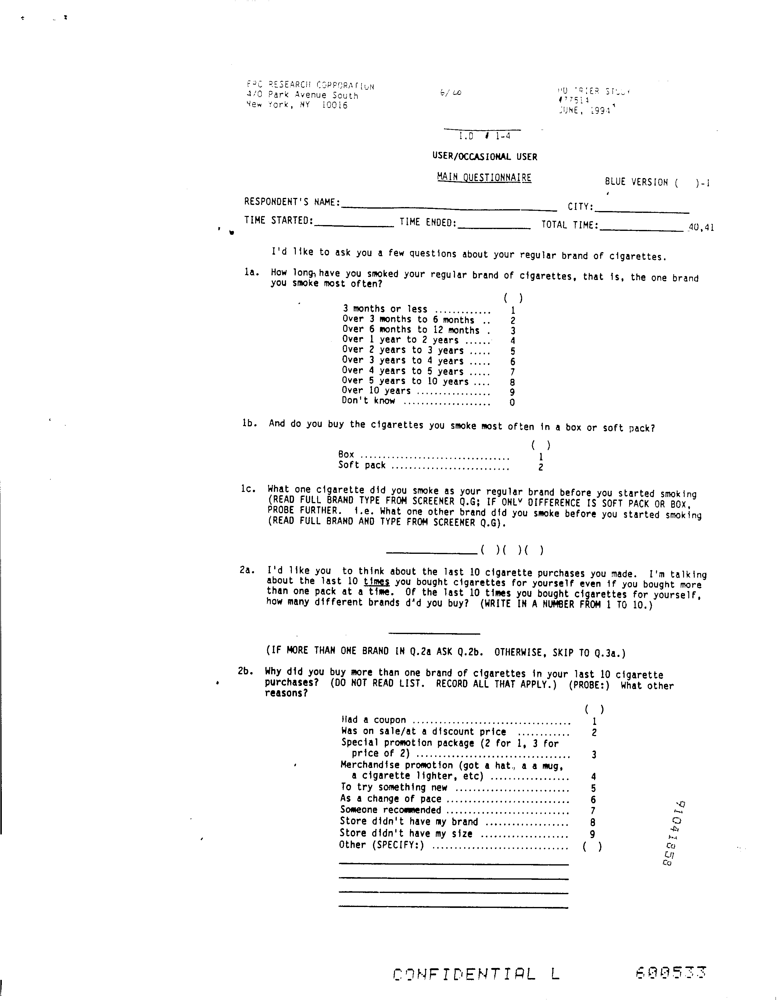 RESEARCH CORPORATION
470 Park Avenue South
New York, NY 10016
6/20
STUDY
JUNE, 1994
I.D # 1-4
USER/OCCASIONAL USER
MAIN QUESTIONNAIRE
BLUE VERSION ( )-1
RESPONDENT'S NAME: CITY:
TIME STARTED: TIME ENDED: TOTAL TIME: 40,41
I'd like to ask you a few questions about your regular brand of cigarettes.
1a. How long, have you smoked your regular brand of cigarettes, that is, the one brand
you smoke most often?
( )
3 months or less ............. 1
Over 3 months to 6 months .. 2
Over 6 months to 12 months . 3
Over 1 year to 2 years ...... 4
Over 2 years to 3 years ..... 5
Over 3 years to 4 years ..... 6
Over 4 years to 5 years ..... 7
Over 5 years to 10 years .... 8
Over 10 years ................. 9
Don't know .................... 0
1b. And do you buy the cigarettes you smoke most often in a box or soft pack?
( )
Box .................................. 1
Soft pack ........................... 2
1c. What one cigarette did you smoke as your regular brand before you started smoking
(READ FULL BRAND TYPE FROM SCREENER Q.G; IF ONLY DIFFERENCE IS SOFT PACK OR BOX,
PROBE FURTHER. i.e. What one other brand did you smoke before you started smoking
(READ FULL BRAND AND TYPE FROM SCREENER Q.G).
( )( )( )
2a. I'd like you to think about the last 10 cigarette purchases you made. I'm talking
about the last 10 times you bought cigarettes for yourself even if you bought more
than one pack at a time. Of the last 10 times you bought cigarettes for yourself,
how many different brands d'd you buy? (WRITE IN A NUMBER FROM 1 TO 10.)
(IF MORE THAN ONE BRAND IN Q.2a ASK Q.2b. OTHERWISE, SKIP TO Q.3a.)
2b. Why did you buy more than one brand of cigarettes in your last 10 cigarette
purchases? (DO NOT READ LIST. RECORD ALL THAT APPLY.) (PROBE:) What other
reasons?
( )
Had a coupon .................................... 1
Was on sale/at a discount price ............ 2
Special promotion package (2 for 1, 3 for
price of 2) ................................... 3
Merchandise promotion (got a hat, a a mug,
a cigarette lighter, etc) .................. 4
To try something new .......................... 5
As a change of pace ............................ 6
Someone recommended ............................ 7
Store didn't have my brand ................... 8
Store didn't have my size .................... 9
Other (SPECIFY:) ............................... ( )
91041858
CONFIDENTIAL L
600533